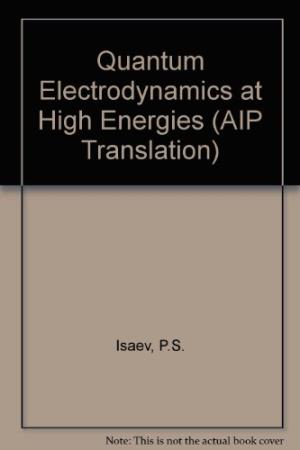 Quantum
Electrodynamics at
High Energies (AIP
Translation)
Isaev, P.S.
Note: This is not the actual book cover